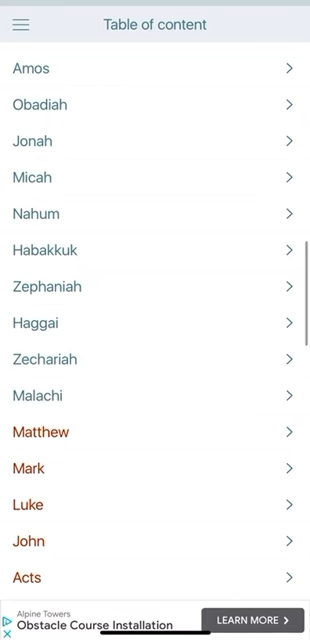 Table of content
Amos
Obadiah
Jonah
Micah
Nahum
Habakkuk
Zephaniah
Haggai
Zechariah
Malachi
Matthew
Mark
Luke
John
Acts
Alpine Towers
Obstacle Course Installation
LEARN MORE